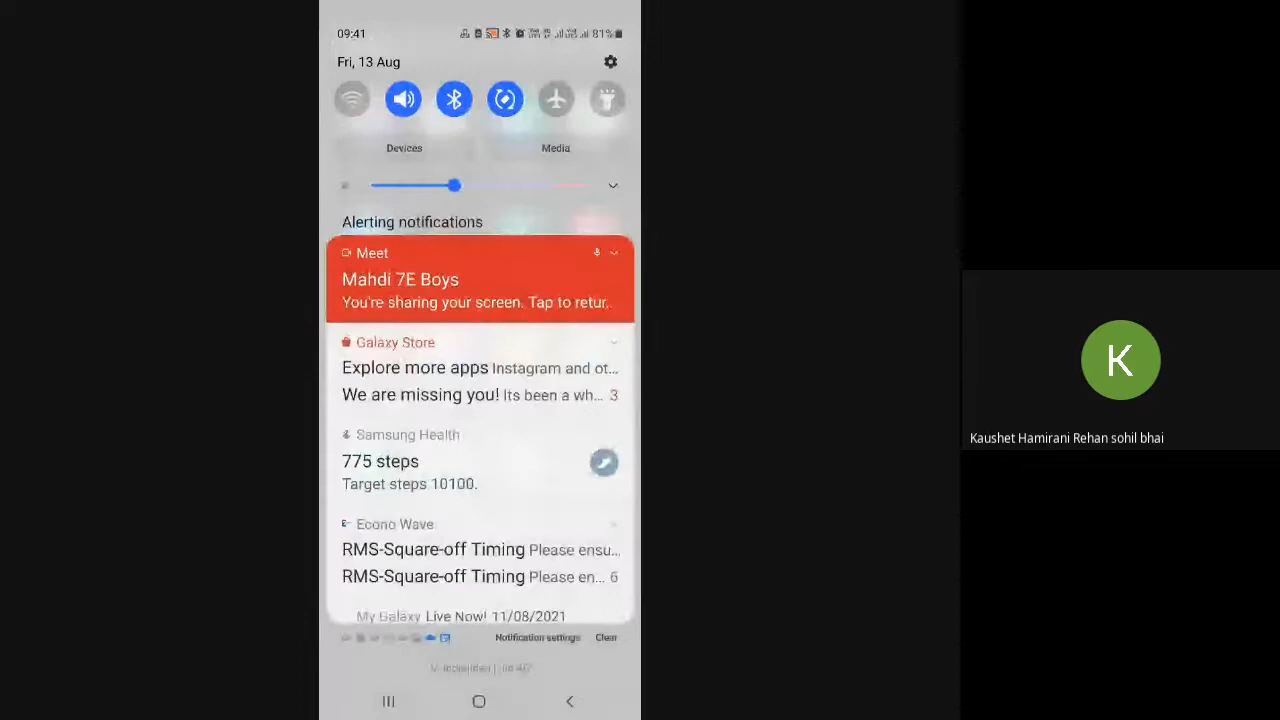 09:41
81%
Fri, 13 Aug
Devices
Media
Alerting notifications
Meet
Mahdi 7E Boys
You're sharing your screen. Tap to retur..
Galaxy Store
Explore more apps Instagram and ot...
We are missing you! Its been a wh... 3
Samsung Health
775 steps
Target steps 10100.
Econo Wave
RMS-Square-off Timing Please ensu...
RMS-Square-off Timing Please en... 6
My Galaxy Live Now! 11/08/2021
Notification settings
Clear
K
Kaushet Hamirani Rehan sohil bhai